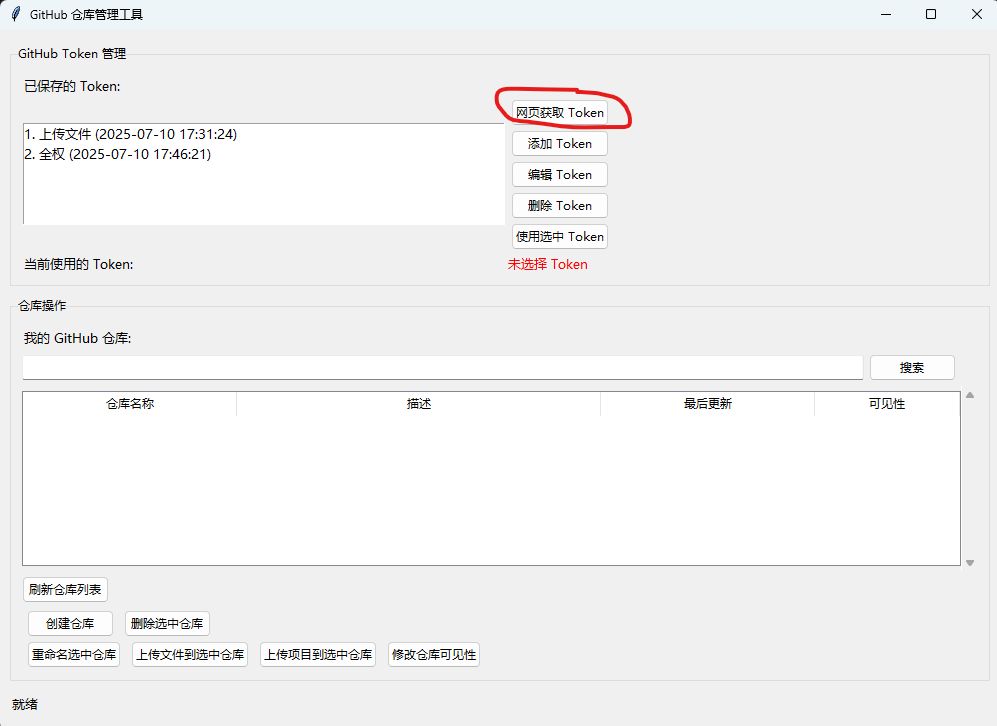 GitHub 仓库管理工具
GitHub Token 管理
已保存的 Token:
网页获取 Token
1. 上传文件 (2025-07-10 17:31:24)
添加 Token
2. 全权 (2025-07-10 17:46:21)
编辑 Token
删除 Token
使用选中 Token
当前使用的 Token:
未选择 Token
仓库操作
我的 GitHub 仓库:
搜索
仓库名称 描述 最后更新 可见性
刷新仓库列表
创建仓库 删除选中仓库
重命名选中仓库 上传文件到选中仓库 上传项目到选中仓库 修改仓库可见性
就绪